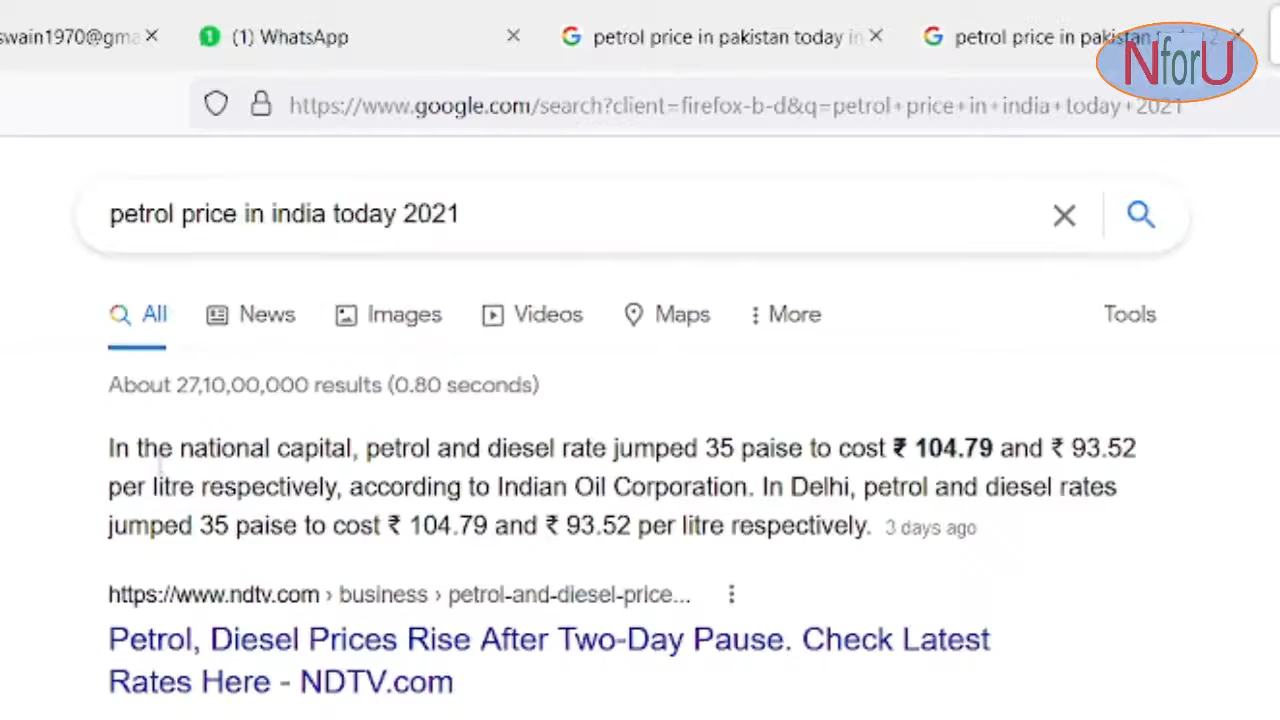 swain1970@gma
1 (1) WhatsApp
petrol price in pakistan today in
petrol price in pakistan
NforU
https://www.google.com/search?client=firefox-b-d&q=petrol+price+in+india+today+2021
petrol price in india today 2021
All News Images Videos Maps More Tools
About 27,10,00,000 results (0.80 seconds)
In the national capital, petrol and diesel rate jumped 35 paise to cost ₹ 104.79 and ₹ 93.52
per litre respectively, according to Indian Oil Corporation. In Delhi, petrol and diesel rates
jumped 35 paise to cost ₹ 104.79 and ₹ 93.52 per litre respectively. 3 days ago
https://www.ndtv.com › business › petrol-and-diesel-price...
Petrol, Diesel Prices Rise After Two-Day Pause. Check Latest
Rates Here - NDTV.com